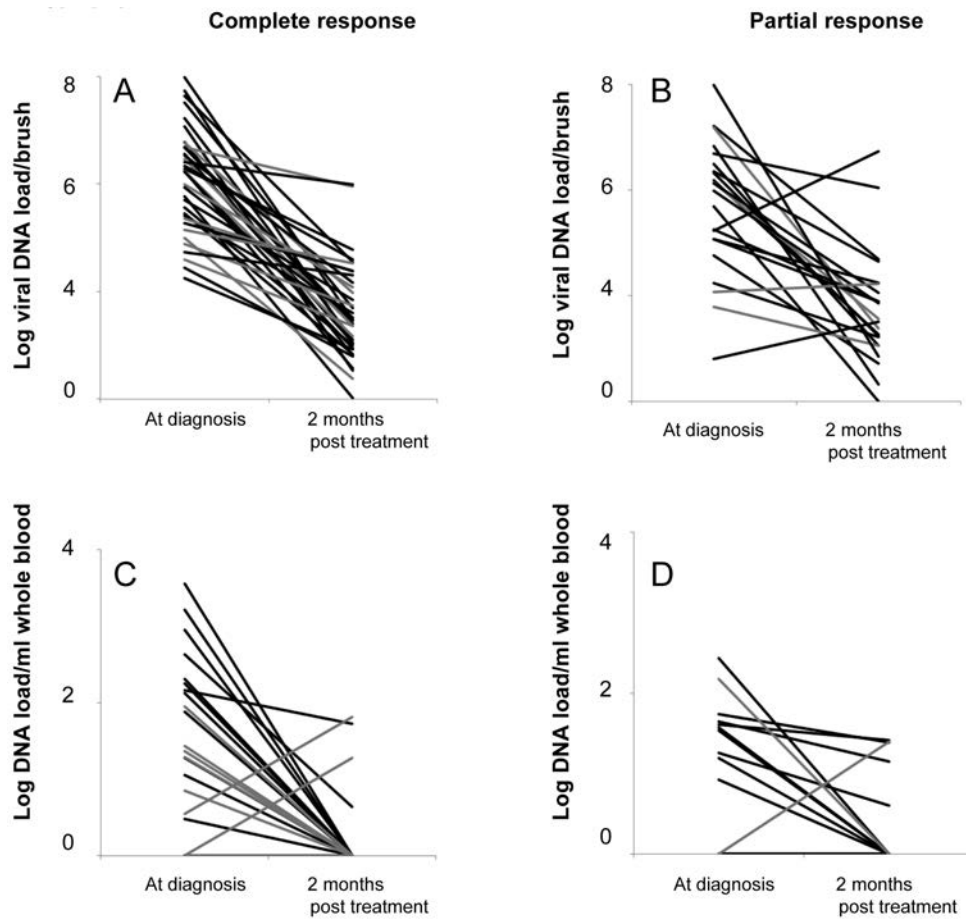 Complete response
Partial response
A
Log viral DNA load/brush
8
6
4
0
At diagnosis
2 months
post treatment
B
Log viral DNA load/brush
8
6
4
0
At diagnosis
2 months
post treatment
C
Log DNA load/ml whole blood
4
2
0
At diagnosis
2 months
post treatment
D
Log DNA load/ml whole blood
4
2
0
At diagnosis
2 months
post treatment